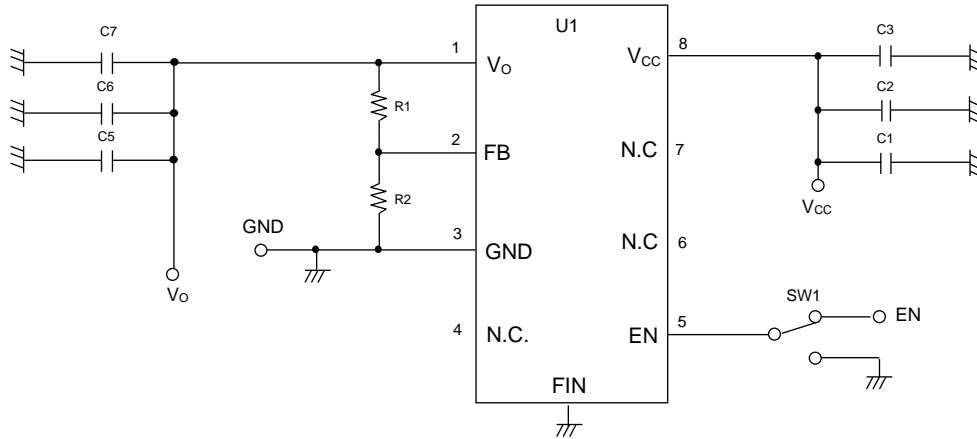 C7
C6
C5
1
VO
R1
2
FB
R2
GND
3
GND
VO
4
N.C.
U1
FIN
VCC
8
C3
C2
C1
VCC
N.C
7
N.C
6
EN
5
SW1
EN